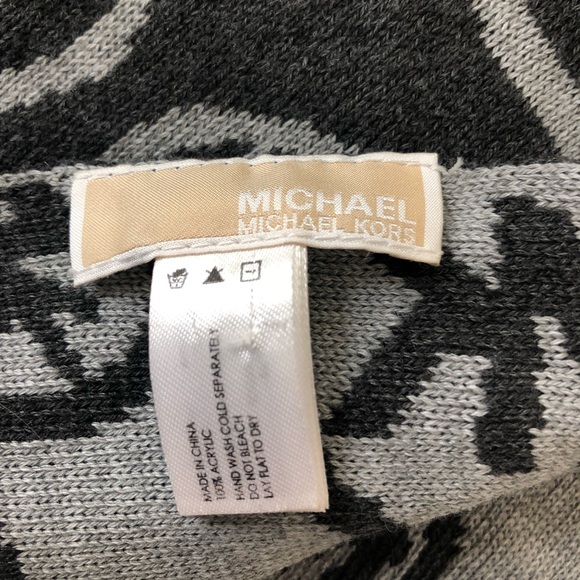 MICHAEL
MICHAEL KORS
MADE IN CHINA
100% ACRYLIC
HAND WASH COLD SEPARATELY
DO NOT BLEACH
LAY FLAT TO DRY